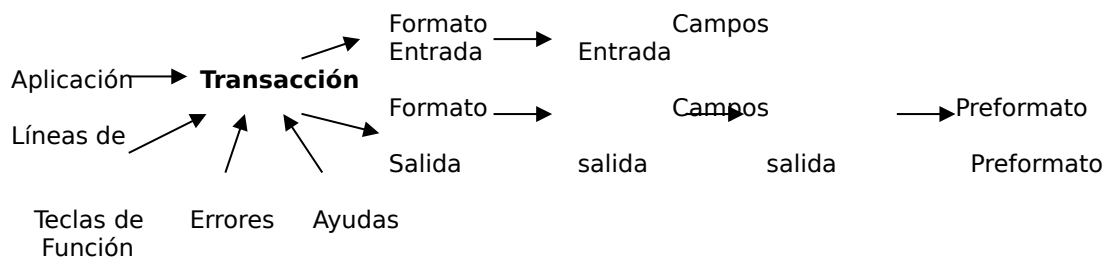 Formato Campos
Entrada Entrada
Aplicación Transacción
Formato Campos Preformato
Líneas de
Salida salida salida Preformato
Teclas de Errores Ayudas
Función